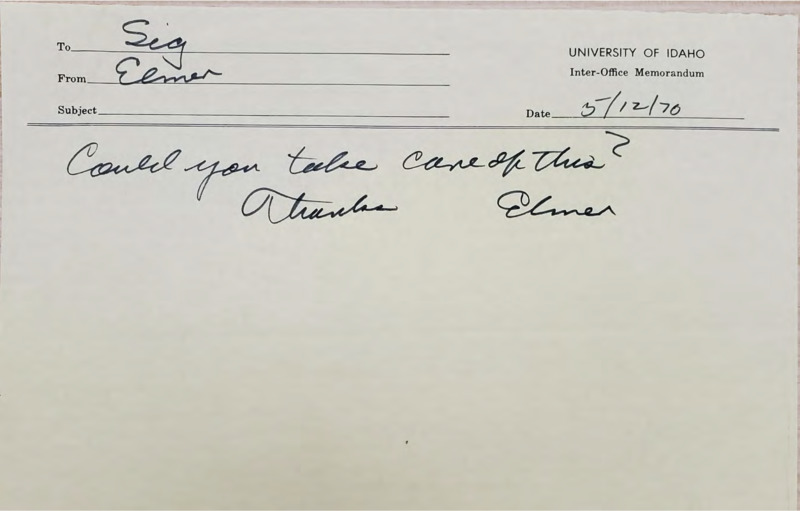 To Sig
UNIVERSITY OF IDAHO
From Elmer
Inter-Office Memorandum
Subject
Date 5/12/70
Could you take care of this?
Thanks Elmer